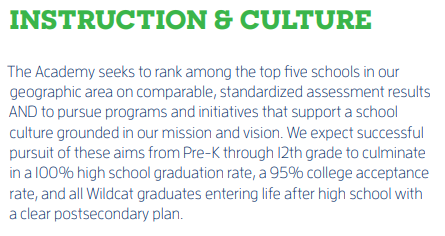 INSTRUCTION & CULTURE
The Academy seeks to rank among the top five schools in our
geographic area on comparable, standardized assessment results
AND to pursue programs and initiatives that support a school
culture grounded in our mission and vision. We expect successful
pursuit of these aims from Pre-K through 12th grade to culminate
in a 100% high school graduation rate, a 95% college acceptance
rate, and all Wildcat graduates entering life after high school with
a clear postsecondary plan.